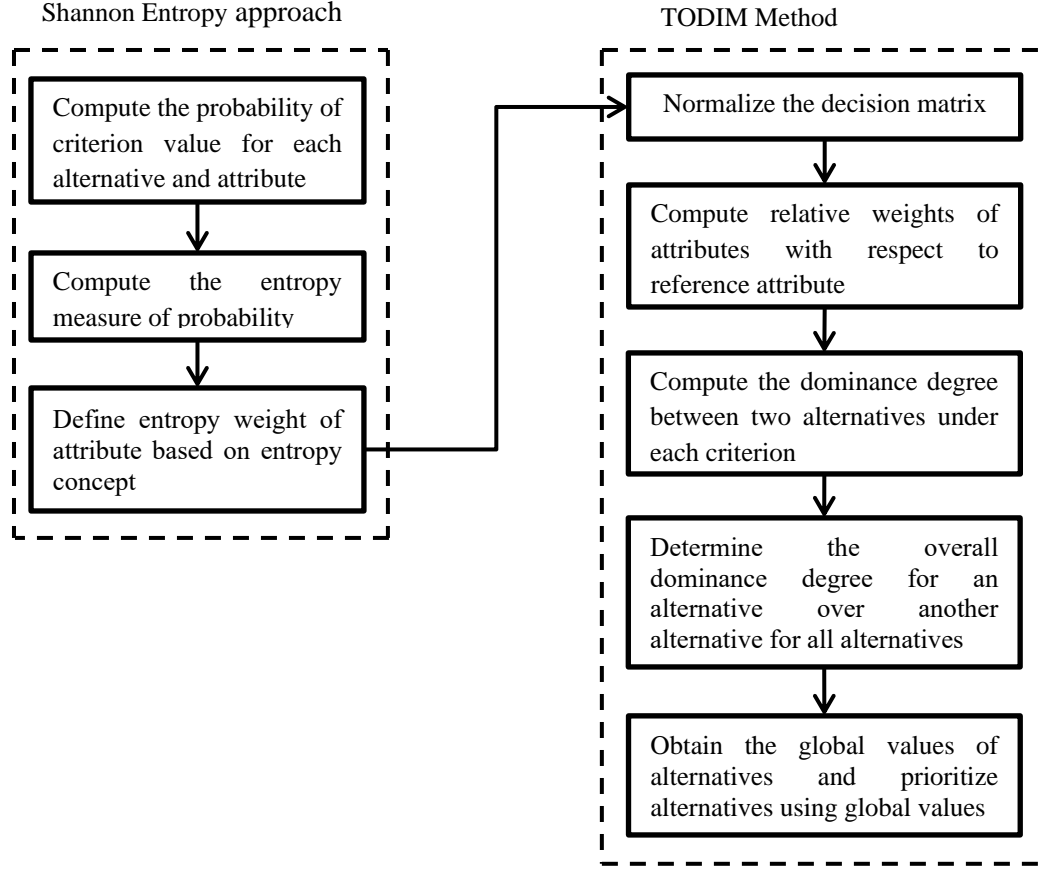 Shannon Entropy approach
Compute the probability of
criterion value for each
alternative and attribute
Compute the entropy
measure of probability
Define entropy weight of
attribute based on entropy
concept
TODIM Method
Normalize the decision matrix
Compute relative weights of
attributes with respect to
reference attribute
Compute the dominance degree
between two alternatives under
each criterion
Determine the overall
dominance degree for an
alternative over another
alternative for all alternatives
Obtain the global values of
alternatives and prioritize
alternatives using global values